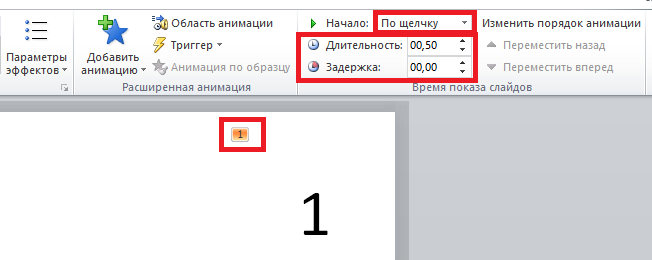 Параметры эффектов
Добавить анимацию
Область анимации
Триггер
Анимация по образцу
Расширенная анимация
Начало: По щелчку
Длительность: 00,50
Задержка: 00,00
Изменить порядок анимации
Переместить назад
Переместить вперед
Время показа слайдов
1
1